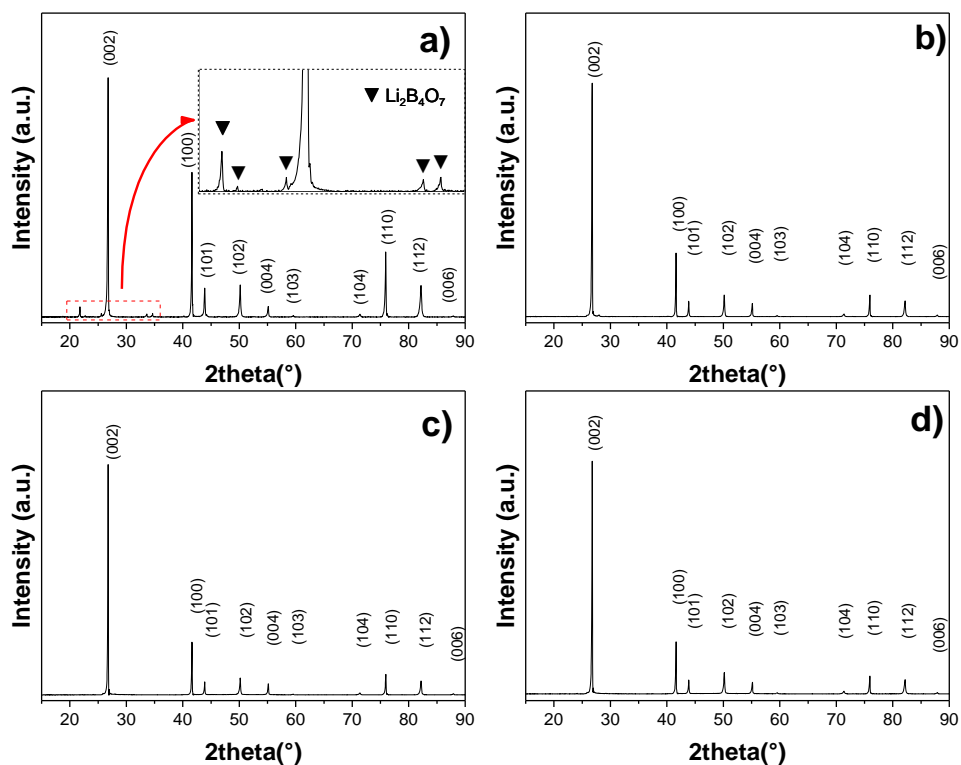 a)
Intensity (a.u.)
(002)
▼ Li₂B₄O₇
(100)
(101)
(102)
(004)
(103)
(104)
(110)
(112)
(006)
20 30 40 50 60 70 80 90
2theta(°)
b)
Intensity (a.u.)
(002)
(100)
(101)
(102)
(004)
(103)
(104)
(110)
(112)
(006)
20 30 40 50 60 70 80 90
2theta(°)
c)
Intensity (a.u.)
(002)
(100)
(101)
(102)
(004)
(103)
(104)
(110)
(112)
(006)
20 30 40 50 60 70 80 90
2theta(°)
d)
Intensity (a.u.)
(002)
(100)
(101)
(102)
(004)
(103)
(104)
(110)
(112)
(006)
20 30 40 50 60 70 80 90
2theta(°)